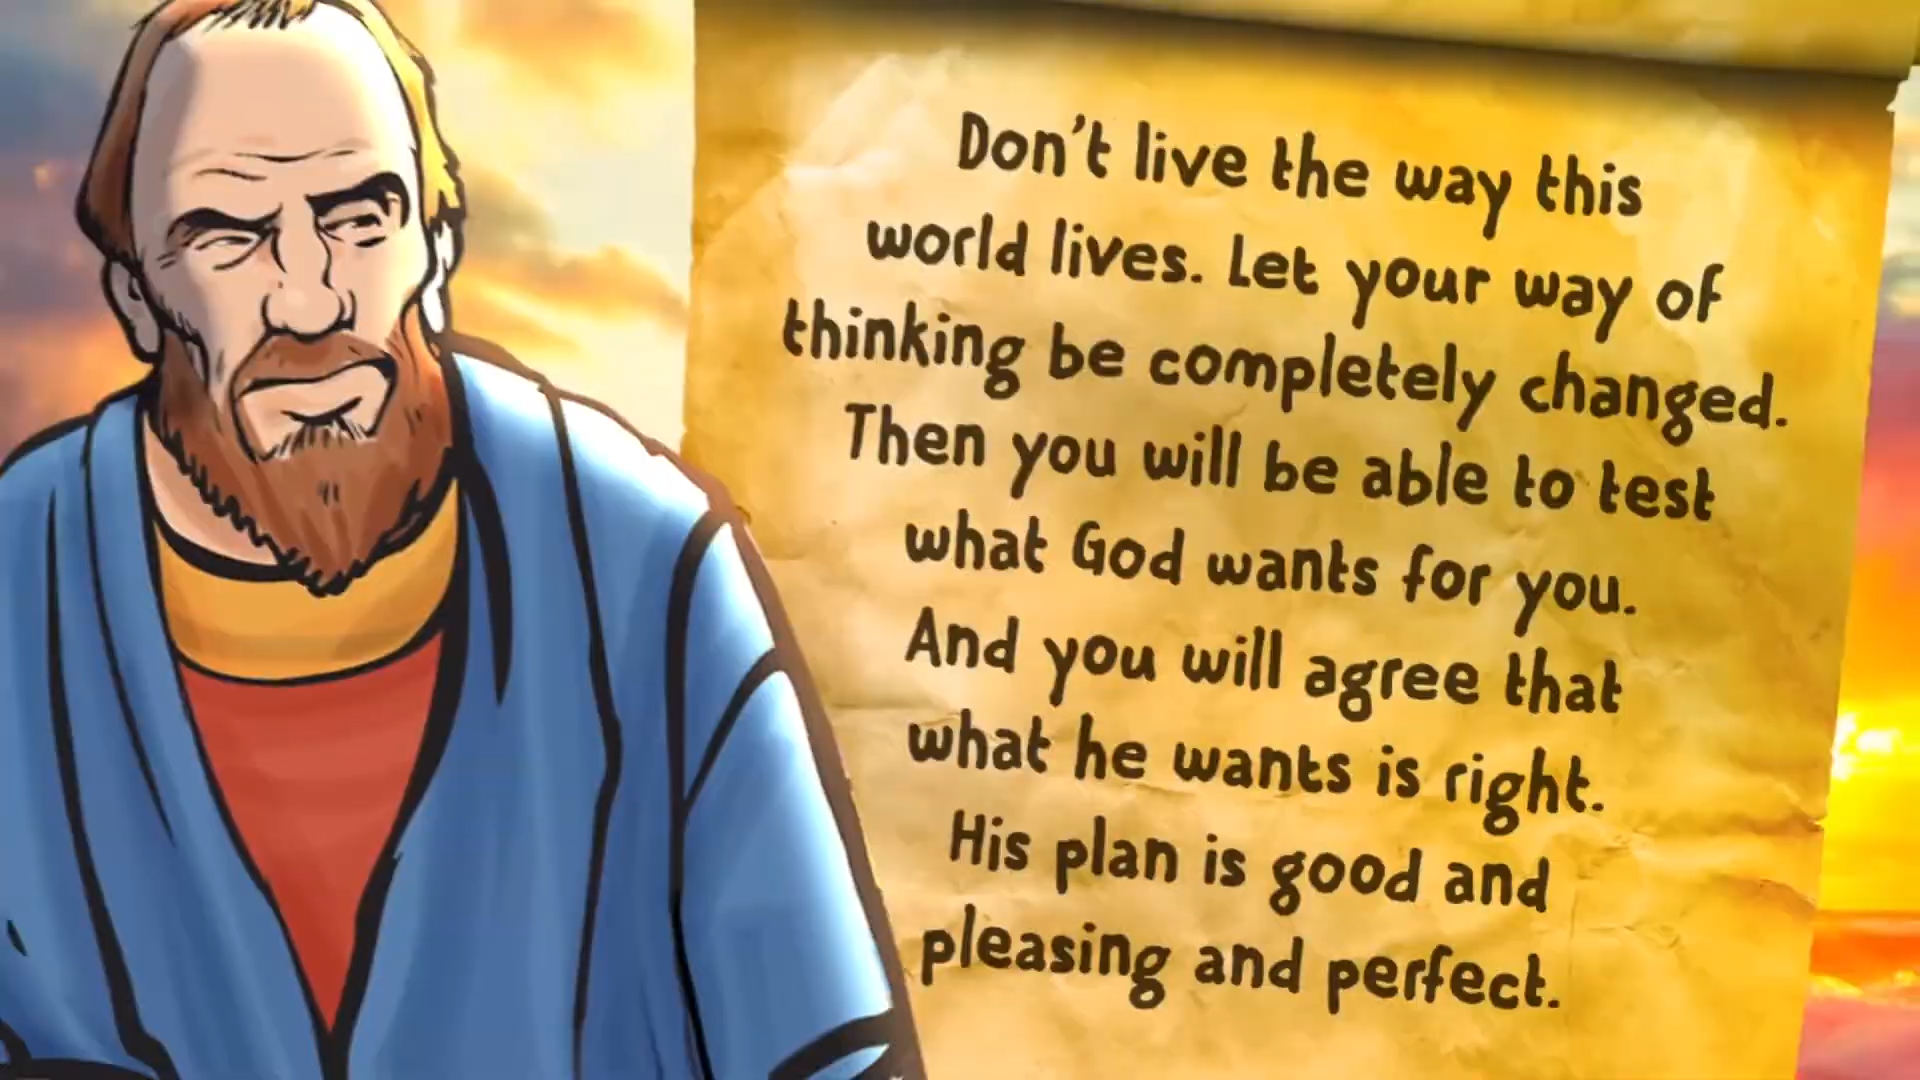 Don't live the way this
world lives. Let your way of
thinking be completely changed.
Then you will be able to test
what God wants for you.
And you will agree that
what he wants is right.
His plan is good and
pleasing and perfect.